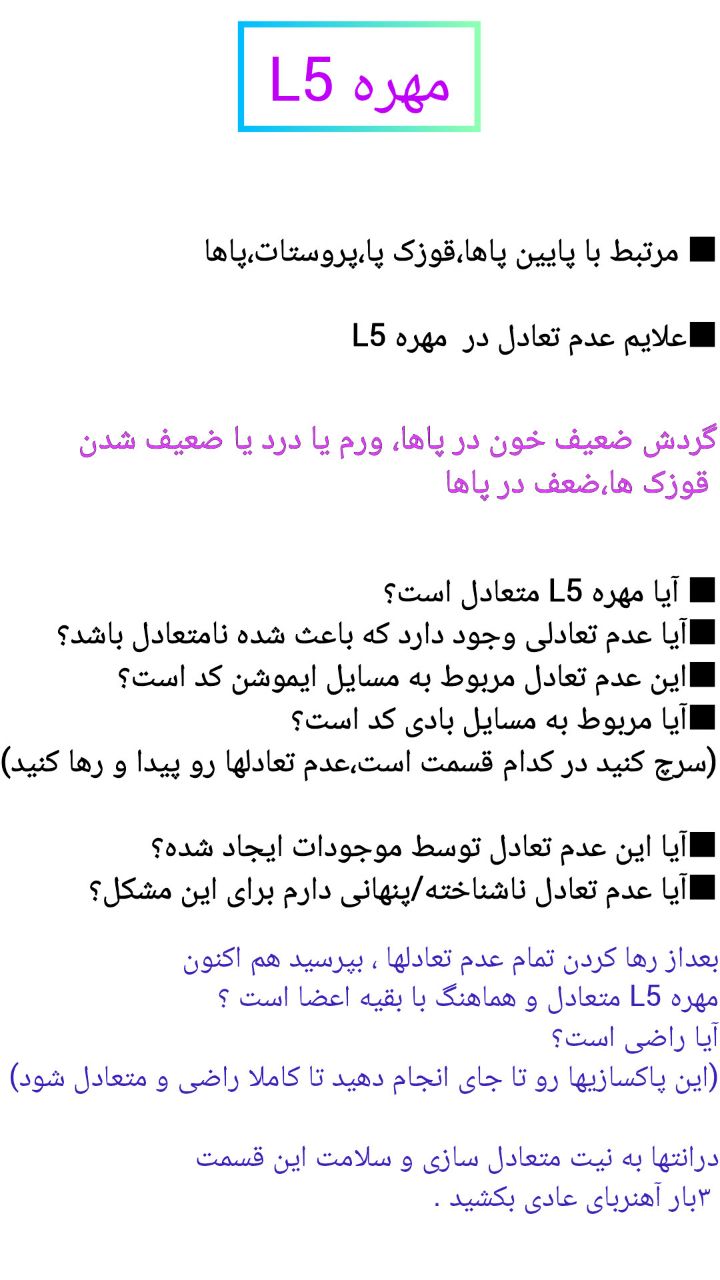 مهره L5
■ مرتبط با پایین پاها،قوزک پا،پروستات،پاها
■علایم عدم تعادل در مهره L5
گردش ضعیف خون در پاها، ورم یا درد یا ضعیف شدن
قوزک ها،ضعف در پاها
■ آیا مهره L5 متعادل است؟
■آیا عدم تعادلی وجود دارد که باعث شده نامتعادل باشد؟
■این عدم تعادل مربوط به مسایل ایموشن کد است؟
■آیا مربوط به مسایل بادی کد است؟
(سرچ کنید در کدام قسمت است،عدم تعادلها رو پیدا و رها کنید)
■آیا این عدم تعادل توسط موجودات ایجاد شده؟
■آیا عدم تعادل ناشناخته/پنهانی دارم برای این مشکل؟
بعداز رها کردن تمام عدم تعادلها ، بپرسید هم اکنون
مهره L5 متعادل و هماهنگ با بقیه اعضا است ؟
آیا راضی است؟
(این پاکسازیها رو تا جای انجام دهید تا کاملا راضی و متعادل شود)
درانتها به نیت متعادل سازی و سلامت این قسمت
۳بار آهنربای عادی بکشید .